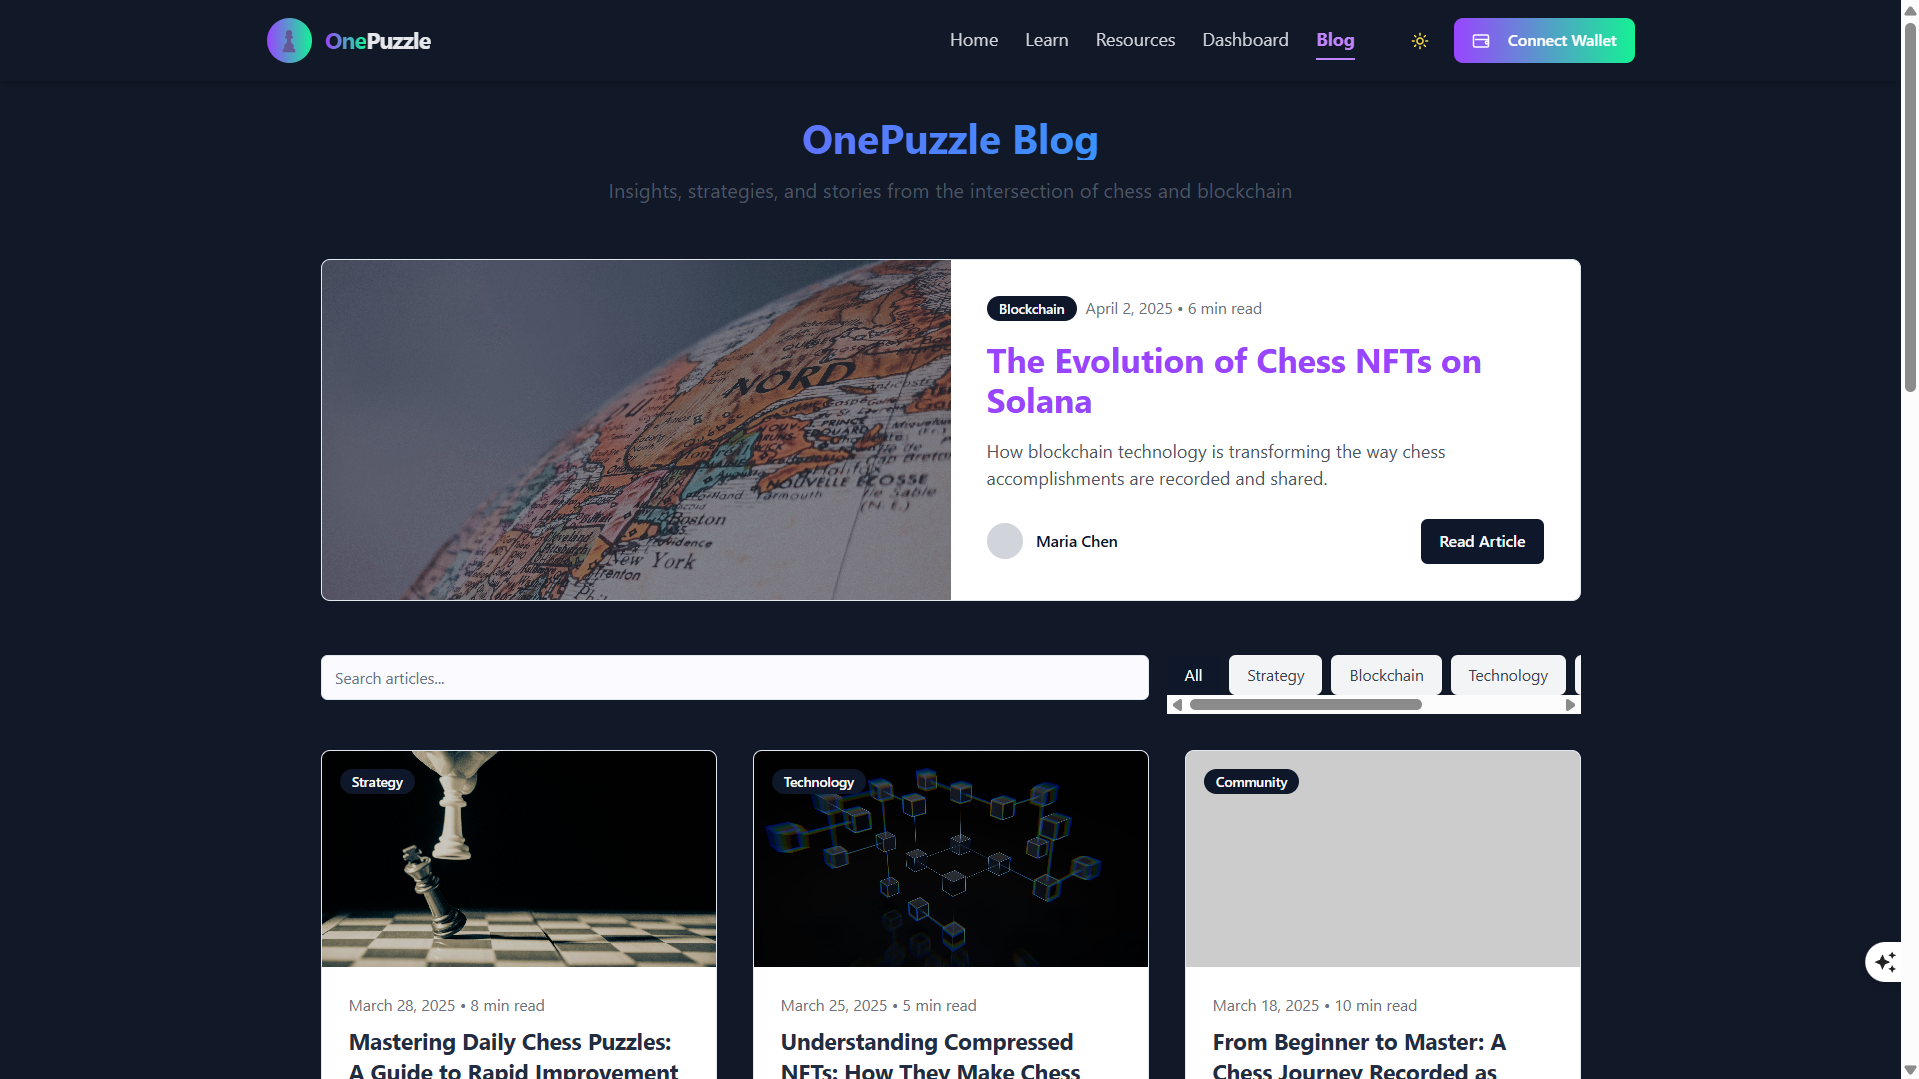 OnePuzzle
Home Learn Resources Dashboard Blog Connect Wallet
OnePuzzle Blog
Insights, strategies, and stories from the intersection of chess and blockchain
NORD
NOUVELLE ECOSSE
Yarmouth
Boston
Providence
New York
Trenton
Blockchain April 2, 2025 • 6 min read
The Evolution of Chess NFTs on
Solana
How blockchain technology is transforming the way chess
accomplishments are recorded and shared.
Maria Chen
Read Article
Search articles...
All Strategy Blockchain Technology
Strategy
March 28, 2025 • 8 min read
Mastering Daily Chess Puzzles:
A Guide to Rapid Improvement
Technology
March 25, 2025 • 5 min read
Understanding Compressed
NFTs: How They Make Chess
Community
March 18, 2025 • 10 min read
From Beginner to Master: A
Chess Journey Recorded as